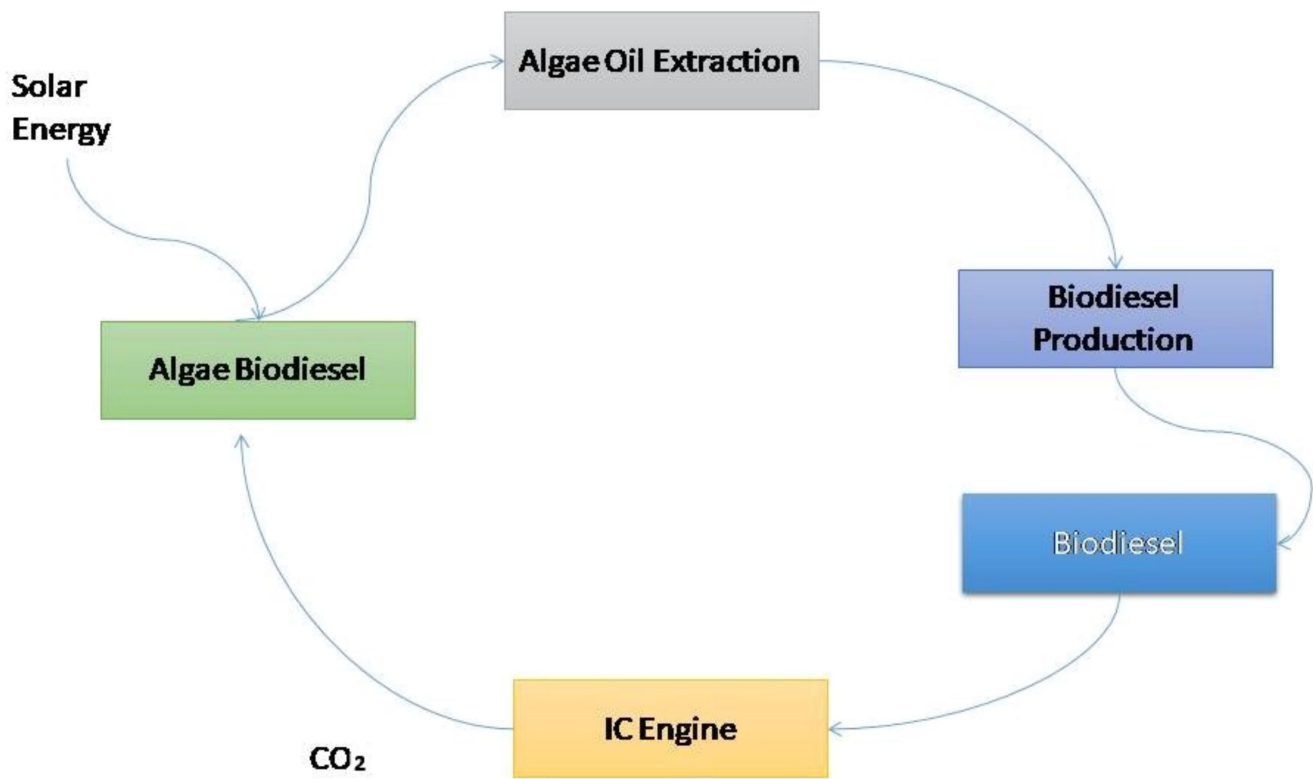 Algae Oil Extraction
Solar
Energy
Biodiesel
Production
Algae Biodiesel
Biodiesel
IC Engine
CO₂